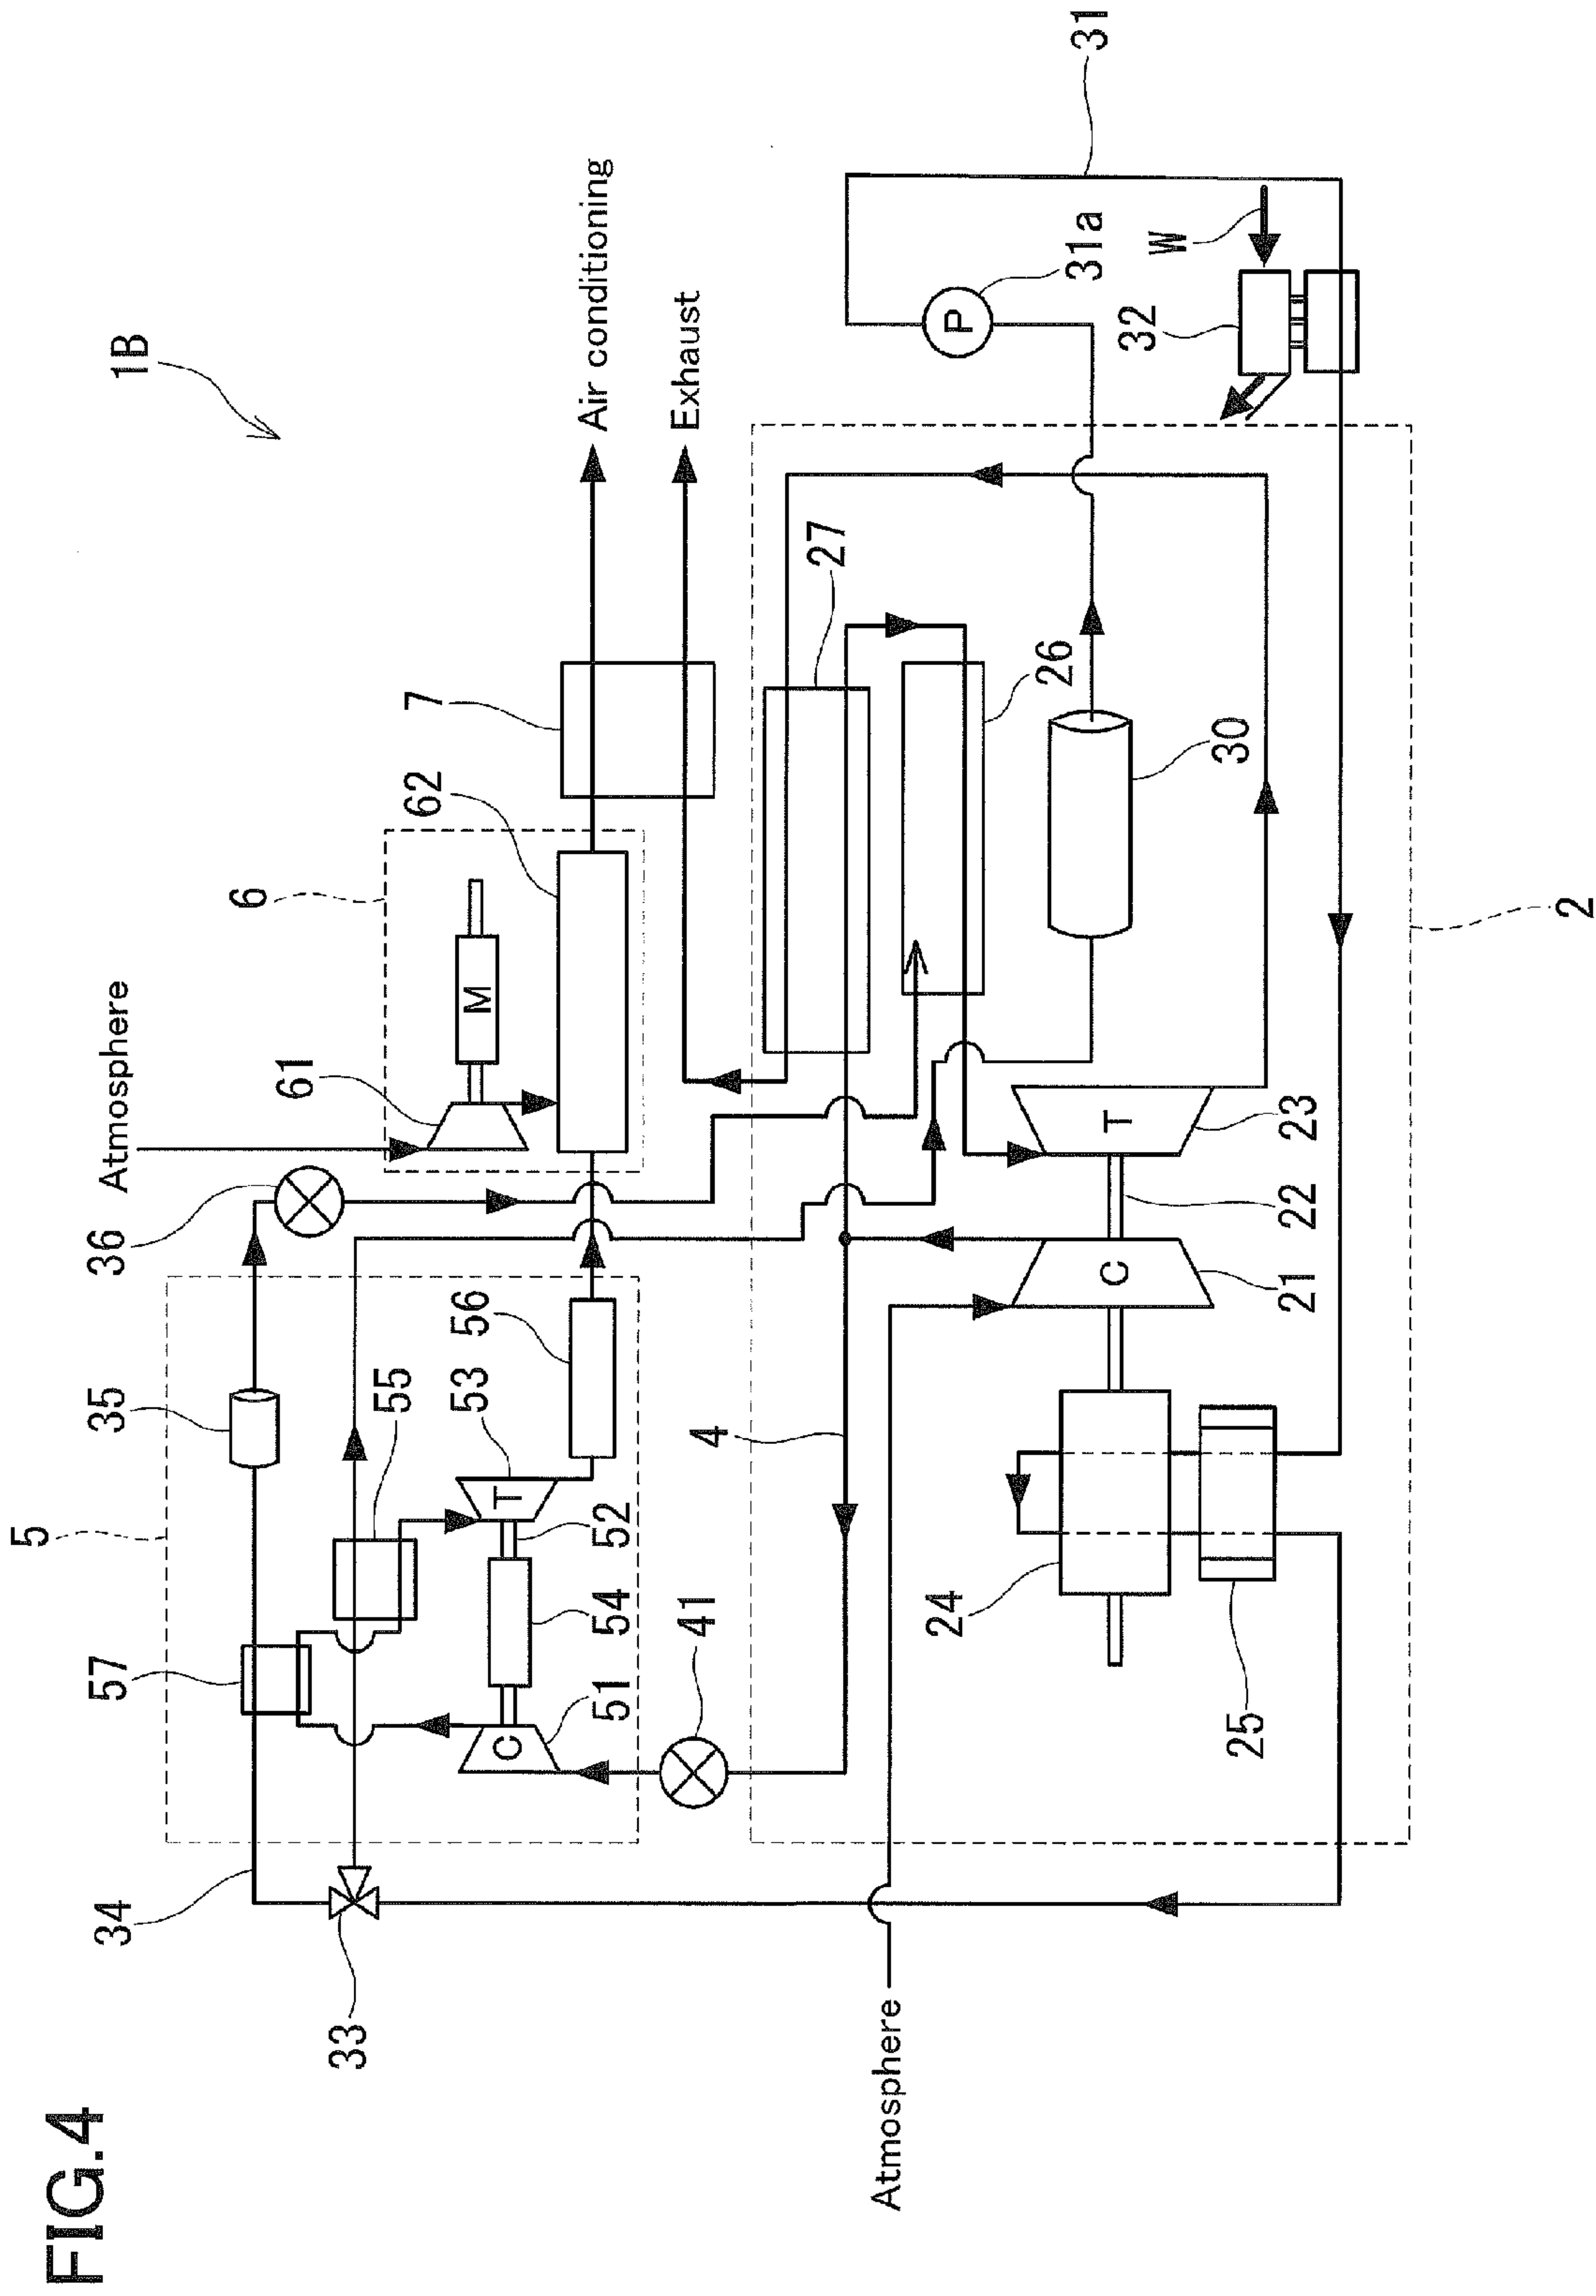 FIG.4
1B
Atmosphere
Air conditioning
Exhaust
5
35
36
34
57
55
33
61
6
62
7
M
C
T
51
54
52
53
56
41
4
27
26
30
31
31a
P
W
32
Atmosphere
24
25
C
21
22
T
23
2